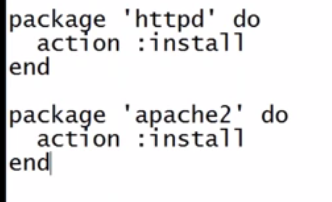 package 'httpd' do
  action :install
end

package 'apache2' do
  action :install
end